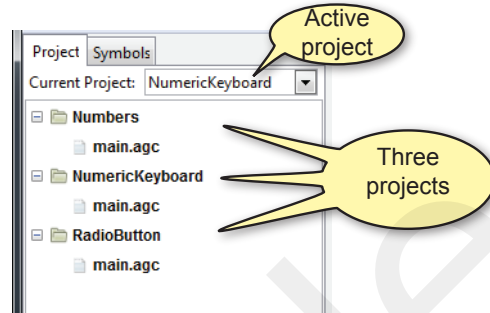 Active
project
Project Symbols
Current Project: NumericKeyboard
Numbers
main.agc
NumericKeyboard
main.agc
RadioButton
main.agc
Three
projects